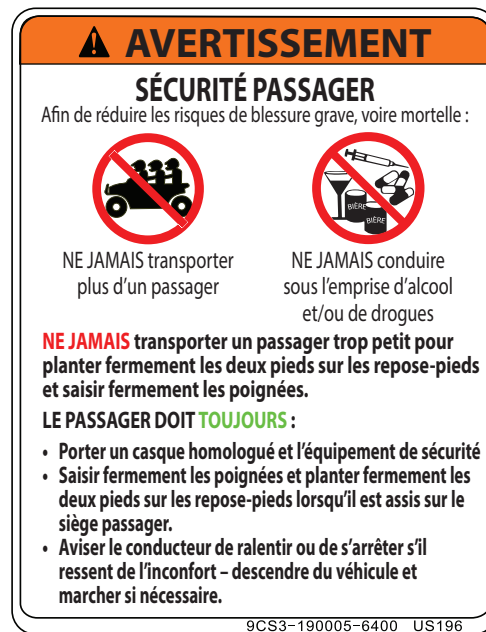 AVERTISSEMENT
SÉCURITÉ PASSAGER
Afin de réduire les risques de blessure grave, voire mortelle :
BIÈRE
BIÈRE
NE JAMAIS transporter
plus d'un passager
NE JAMAIS conduire
sous l'emprise d'alcool
et/ou de drogues
NE JAMAIS transporter un passager trop petit pour
planter fermement les deux pieds sur les repose-pieds
et saisir fermement les poignées.
LE PASSAGER DOIT TOUJOURS :
• Porter un casque homologué et l'équipement de sécurité
• Saisir fermement les poignées et planter fermement les
deux pieds sur les repose-pieds lorsqu'il est assis sur le
siège passager.
• Aviser le conducteur de ralentir ou de s'arrêter s'il
ressent de l'inconfort – descendre du véhicule et
marcher si nécessaire.
9CS3-190005-6400 US196